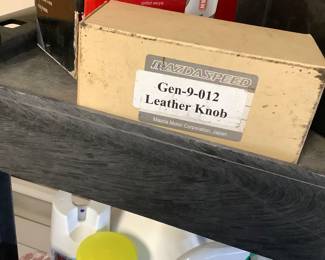 MAZDASPEED
Gen-9-012
Leather Knob
Mazda Motor Corporation, Japan